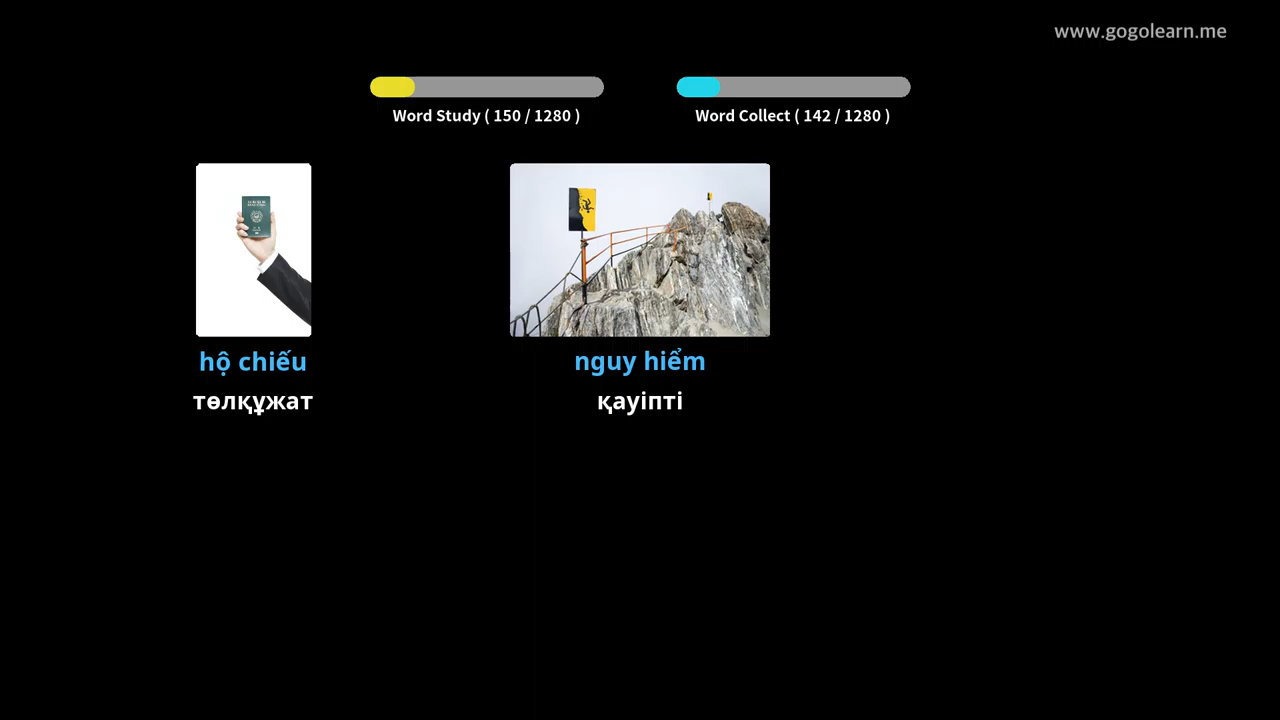 www.gogolearn.me
Word Study ( 150 / 1280 )
Word Collect ( 142 / 1280 )
hộ chiếu
төлқұжат
nguy hiểm
қауіпті